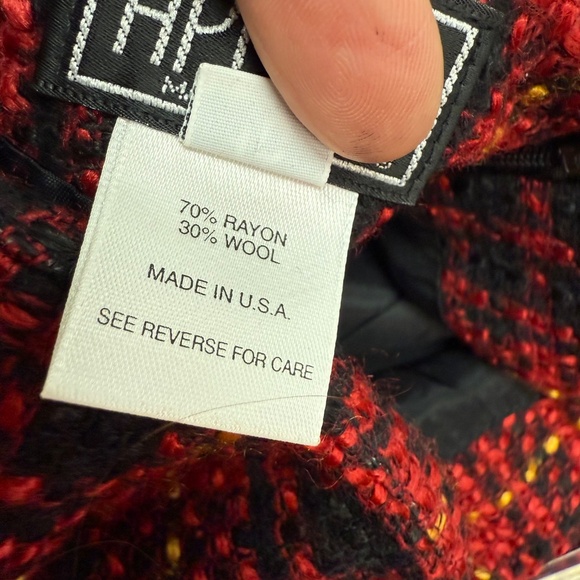 70% RAYON
30% WOOL
MADE IN U.S.A.
SEE REVERSE FOR CARE